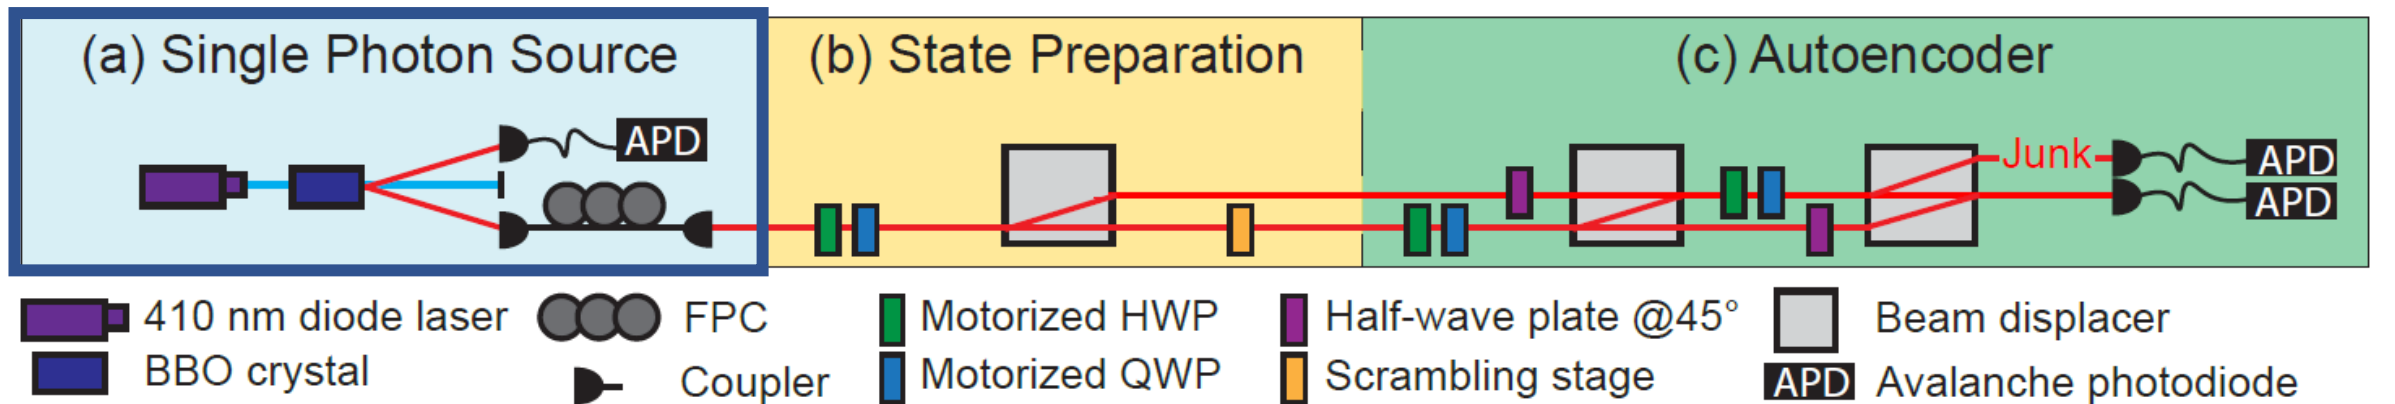 (a) Single Photon Source
(b) State Preparation
(c) Autoencoder
APD
Junk
APD
APD
410 nm diode laser
FPC
Motorized HWP
Half-wave plate @45°
Beam displacer
BBO crystal
Coupler
Motorized QWP
Scrambling stage
APD
Avalanche photodiode